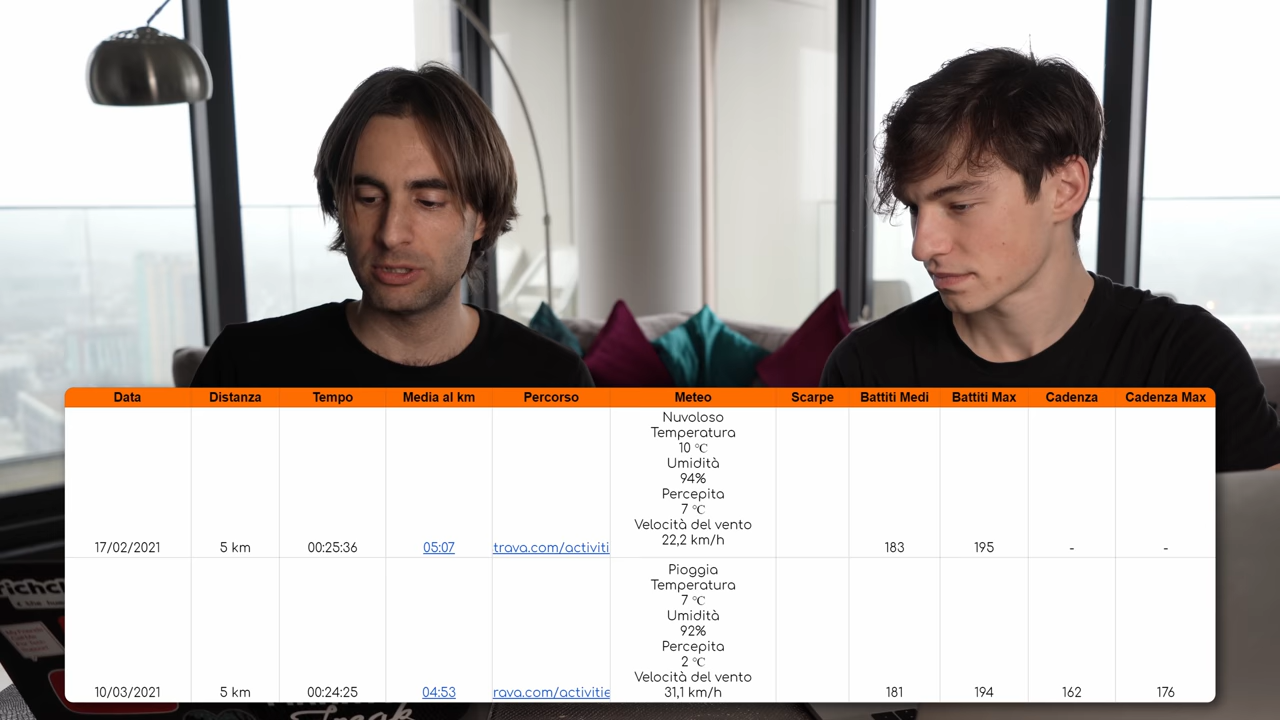 Data Distanza Tempo Media al km Percorso Meteo Scarpe Battiti Medi Battiti Max Cadenza Cadenza Max
Nuvoloso
Temperatura
10 °C
Umidità
94%
Percepita
7 °C
Velocità del vento
22,2 km/h
17/02/2021 5 km 00:25:36 05:07 trava.com/activiti 183 195 - -
Pioggia
Temperatura
7 °C
Umidità
92%
Percepita
2 °C
Velocità del vento
10/03/2021 5 km 00:24:25 04:53 rava.com/activitie 31,1 km/h 181 194 162 176